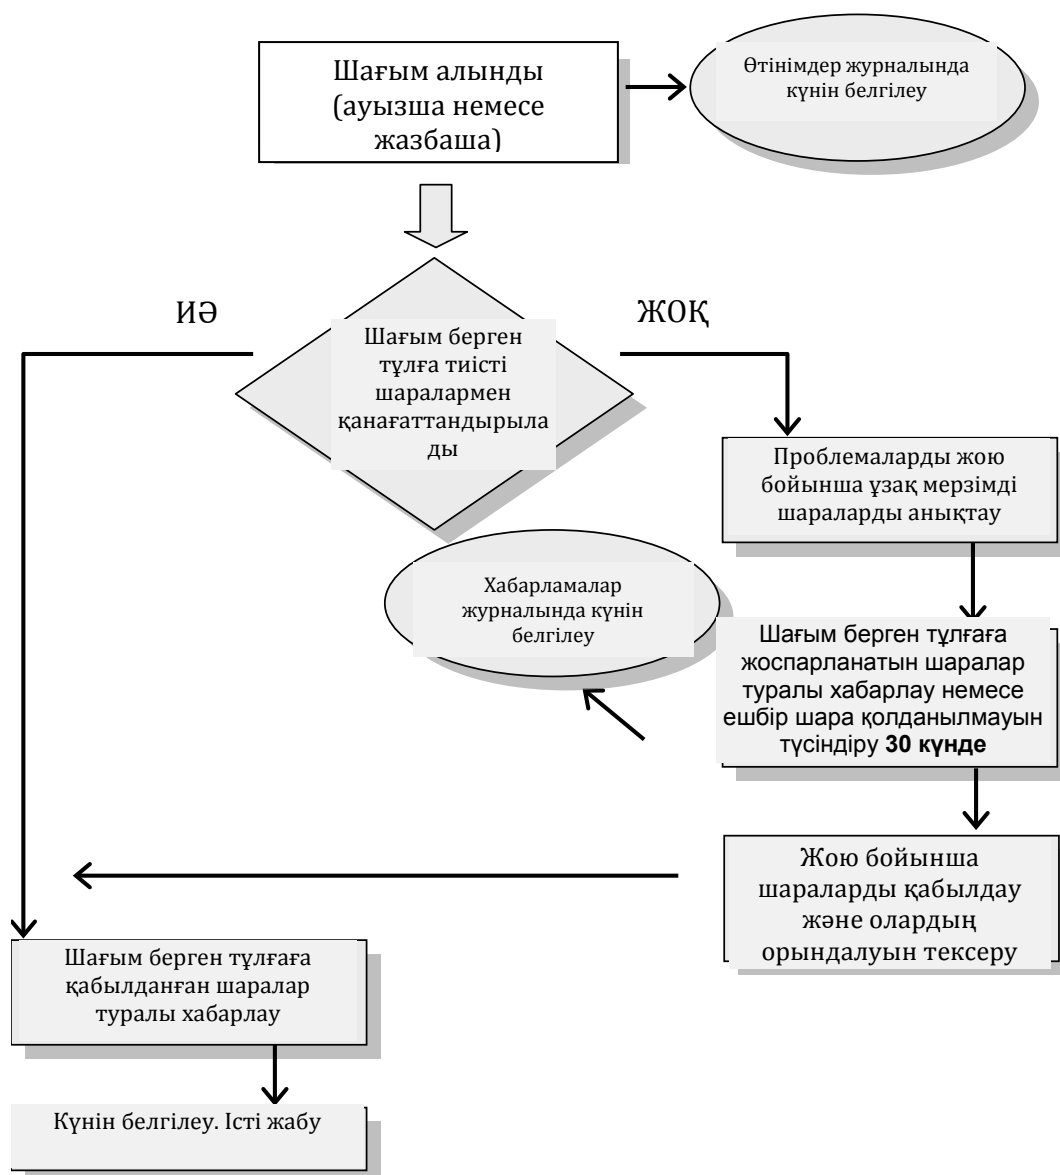 Шағым алынды
(ауызша немесе
жазбаша)
Өтінімдер журналында
күнін белгілеу
ИӘ
ЖОҚ
Шағым берген
тұлға тиісті
шаралармен
қанағаттандырыла
ды
Проблемаларды жою
бойынша ұзақ мерзімді
шараларды анықтау
Хабарламалар
журналында күнін
белгілеу
Шағым берген тұлғаға
жоспарланатын шаралар
туралы хабарлау немесе
ешбір шара қолданылмауын
түсіндіру 30 күнде
Жою бойынша
шараларды қабылдау
және олардың
орындалуын тексеру
Шағым берген тұлғаға
қабылданған шаралар
туралы хабарлау
Күнін белгілеу. Істі жабу